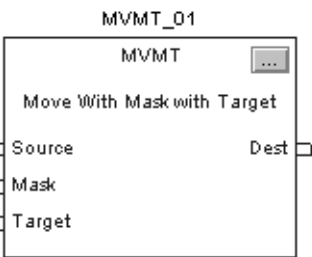 MVMT_01
MVMT
...
Move With Mask with Target
Source Dest
Mask
Target